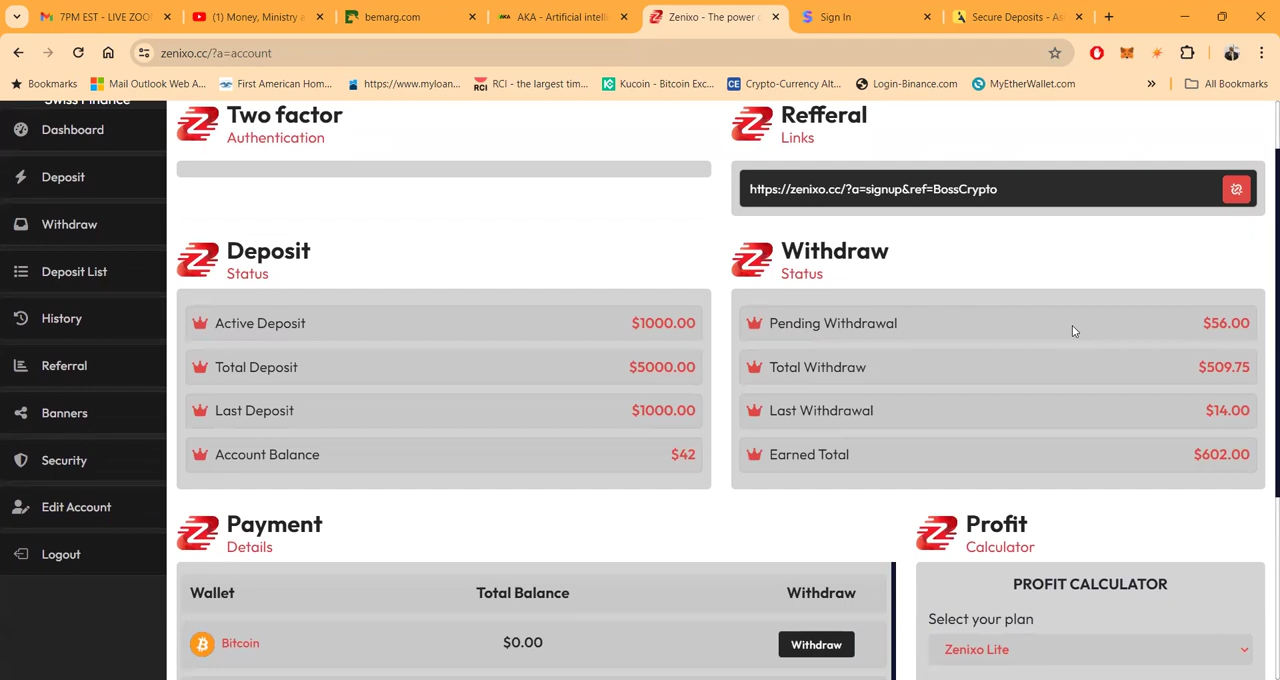 7PM EST - LIVE ZOO
(1) Money, Ministry a
bemarg.com
AKA - Artificial intell
Zenixo - The power o
Sign In
Secure Deposits - As
zenixo.cc/?a=account
Bookmarks
Mail Outlook Web A...
First American Hom...
https://www.myloan...
RCI - the largest tim...
Kucoin - Bitcoin Exc...
Crypto-Currency Alt...
Login-Binance.com
MyEtherWallet.com
»
All Bookmarks
Swiss Finance
Dashboard
Deposit
Withdraw
Deposit List
History
Referral
Banners
Security
Edit Account
Logout
Two factor
Authentication
Refferal
Links
https://zenixo.cc/?a=signup&ref=BossCrypto
Deposit
Status
Active Deposit $1000.00
Total Deposit $5000.00
Last Deposit $1000.00
Account Balance $42
Withdraw
Status
Pending Withdrawal $56.00
Total Withdraw $509.75
Last Withdrawal $14.00
Earned Total $602.00
Payment
Details
Wallet Total Balance Withdraw
Bitcoin $0.00 Withdraw
Profit
Calculator
PROFIT CALCULATOR
Select your plan
Zenixo Lite